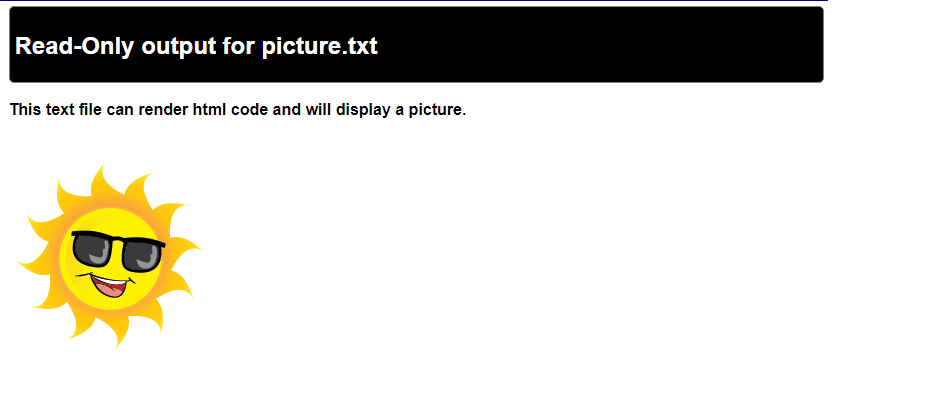 Read-Only output for picture.txt
This text file can render html code and will display a picture.